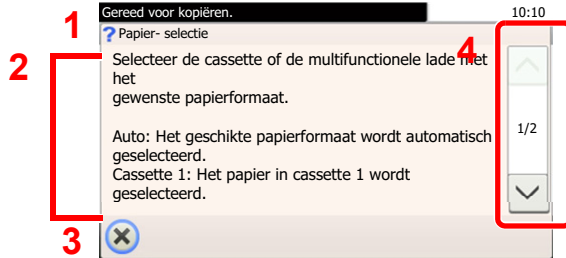 Gereed voor kopiëren. 10:10
1
? Papier- selectie
4
2
Selecteer de cassette of de multifunctionele lade met
het
gewenste papierformaat.
Auto: Het geschikte papierformaat wordt automatisch
geselecteerd.
Cassette 1: Het papier in cassette 1 wordt
geselecteerd.
1/2
3